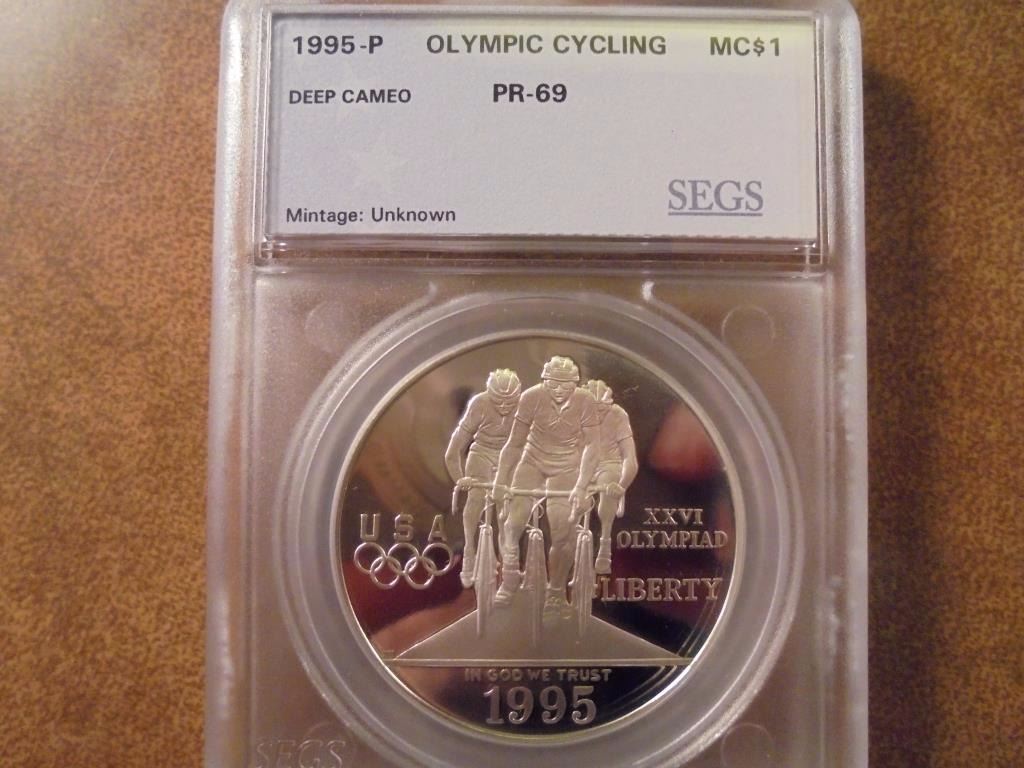 1995-P OLYMPIC CYCLING MC$1
DEEP CAMEO PR-69
SEGS
Mintage: Unknown
USA
XXVI
OLYMPIAD
LIBERTY
IN GOD WE TRUST
1995
SEGS